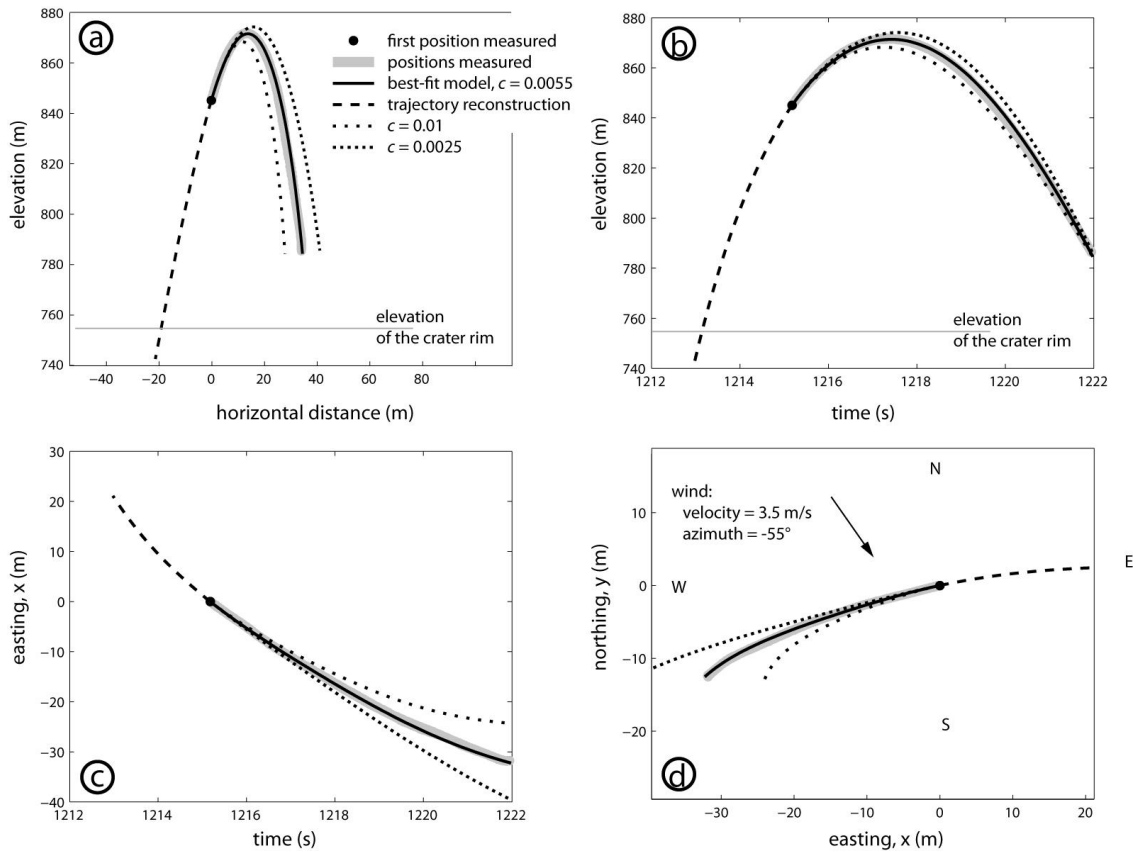 a
880
860
840
820
800
780
760
740
elevation (m)
−40
−20
0
20
40
60
80
horizontal distance (m)
first position measured
positions measured
best-fit model, c = 0.0055
trajectory reconstruction
c = 0.01
c = 0.0025
elevation
of the crater rim
b
880
860
840
820
800
780
760
740
elevation (m)
1212
1214
1216
1218
1220
1222
time (s)
elevation
of the crater rim
c
30
20
10
0
−10
−20
−30
−40
easting, x (m)
1212
1214
1216
1218
1220
1222
time (s)
d
10
0
−10
−20
northing, y (m)
−30
−20
−10
0
10
20
easting, x (m)
wind:
velocity = 3.5 m/s
azimuth = -55°
N
E
W
S